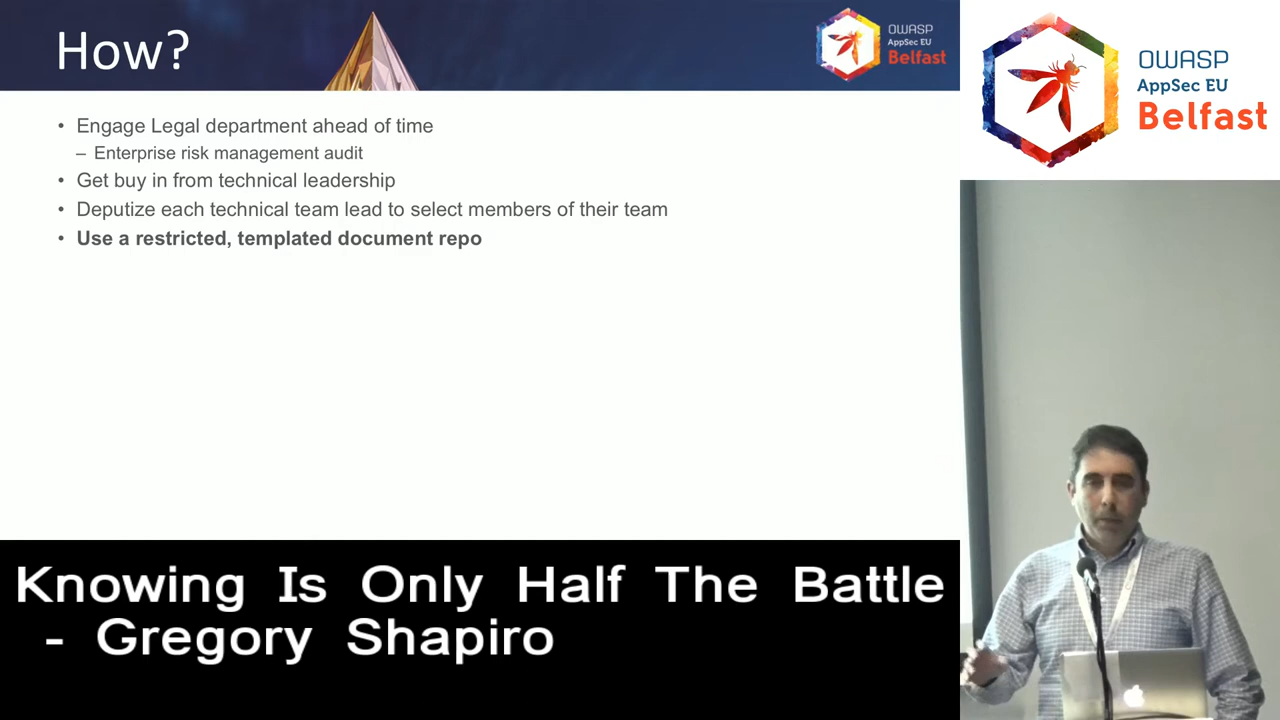 How?
OWASP
AppSec EU
Belfast
OWASP
AppSec EU
Belfast
• Engage Legal department ahead of time
– Enterprise risk management audit
• Get buy in from technical leadership
• Deputize each technical team lead to select members of their team
• Use a restricted, templated document repo
Knowing Is Only Half The Battle
- Gregory Shapiro